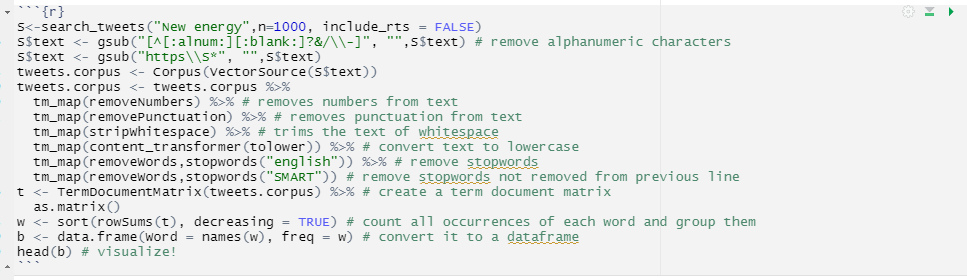 ```{r}
S<-search_tweets("New energy",n=1000, include_rts = FALSE)
S$text <- gsub("[^[:alnum:][:blank:]?&/\\-]", "",S$text) # remove alphanumeric characters
S$text <- gsub("https\\S*", "",S$text)
tweets.corpus <- Corpus(VectorSource(S$text))
tweets.corpus <- tweets.corpus %>%
  tm_map(removeNumbers) %>% # removes numbers from text
  tm_map(removePunctuation) %>% # removes punctuation from text
  tm_map(stripWhitespace) %>% # trims the text of whitespace
  tm_map(content_transformer(tolower)) %>% # convert text to lowercase
  tm_map(removeWords,stopwords("english")) %>% # remove stopwords
  tm_map(removeWords,stopwords("SMART")) # remove stopwords not removed from previous line
t <- TermDocumentMatrix(tweets.corpus) %>% # create a term document matrix
  as.matrix()
w <- sort(rowSums(t), decreasing = TRUE) # count all occurrences of each word and group them
b <- data.frame(word = names(w), freq = w) # convert it to a dataframe
head(b) # visualize!
```